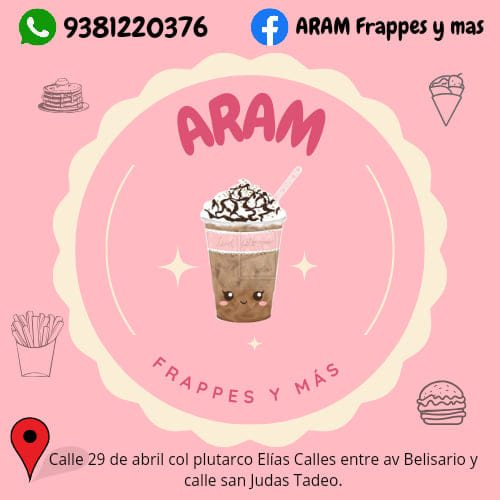 9381220376
ARAM Frappes y mas
ARAM
FRAPPES Y MÁS
Calle 29 de abril col plutarco Elías Calles entre av Belisario y
calle san Judas Tadeo.